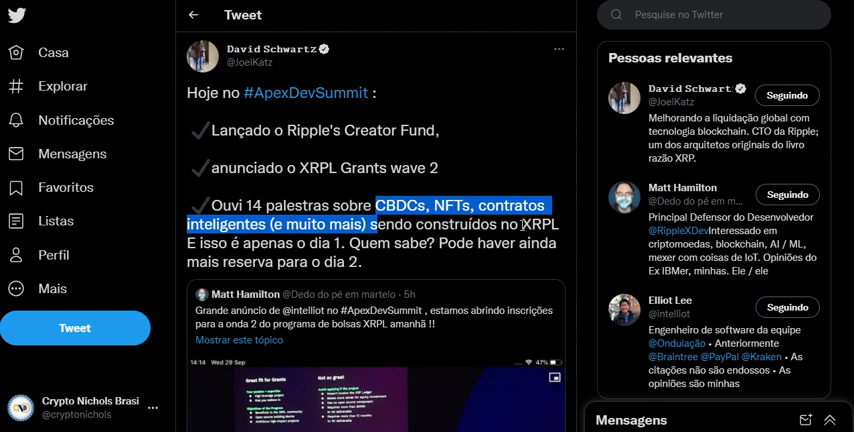 Tweet
Pesquise no Twitter
Casa
Explorar
Notificações
Mensagens
Favoritos
Listas
Perfil
Mais
Tweet
Crypto Nichols Brasi
@cryptonichols
David Schwartz
@JoelKatz
Hoje no #ApexDevSummit :
✓Lançado o Ripple's Creator Fund,
✓anunciado o XRPL Grants wave 2
✓Ouvi 14 palestras sobre CBDCs, NFTs, contratos
inteligentes (e muito mais) sendo construídos no XRPL
E isso é apenas o dia 1. Quem sabe? Pode haver ainda
mais reserva para o dia 2.
Matt Hamilton @Dedo do pé em martelo · 5h
Grande anúncio de @intelliot no #ApexDevSummit , estamos abrindo inscrições
para a onda 2 do programa de bolsas XRPL amanhã !!
Mostrar este tópico
14:14 Wed 29 Sep
47%
Great fit for Grants
Not so great
Pessoas relevantes
David Schwart
@JoelKatz
Seguindo
Melhorando a liquidação global com
tecnologia blockchain. CTO da Ripple;
um dos arquitetos originais do livro
razão XRP.
Matt Hamilton
@Dedo do pé em m...
Seguindo
Principal Defensor do Desenvolvedor
@RippleXDevInteressado em
criptomoedas, blockchain, AI / ML,
mexer com coisas de IoT. Opiniões do
Ex IBMer, minhas. Ele / ele
Elliot Lee
@intelliot
Seguindo
Engenheiro de software da equipe
@Ondulação • Anteriormente
@Braintree @PayPal @Kraken • As
citações não são endossos • As
opiniões são minhas
Mensagens